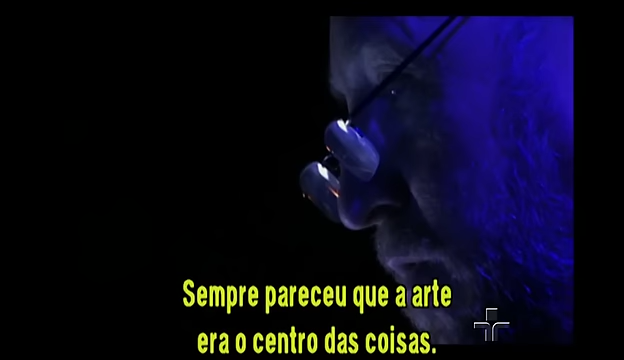 Sempre pareceu que a arte
era o centro das coisas.